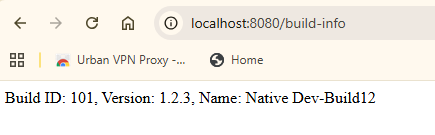 localhost:8080/build-info
Urban VPN Proxy -... Home
Build ID: 101, Version: 1.2.3, Name: Native Dev-Build12